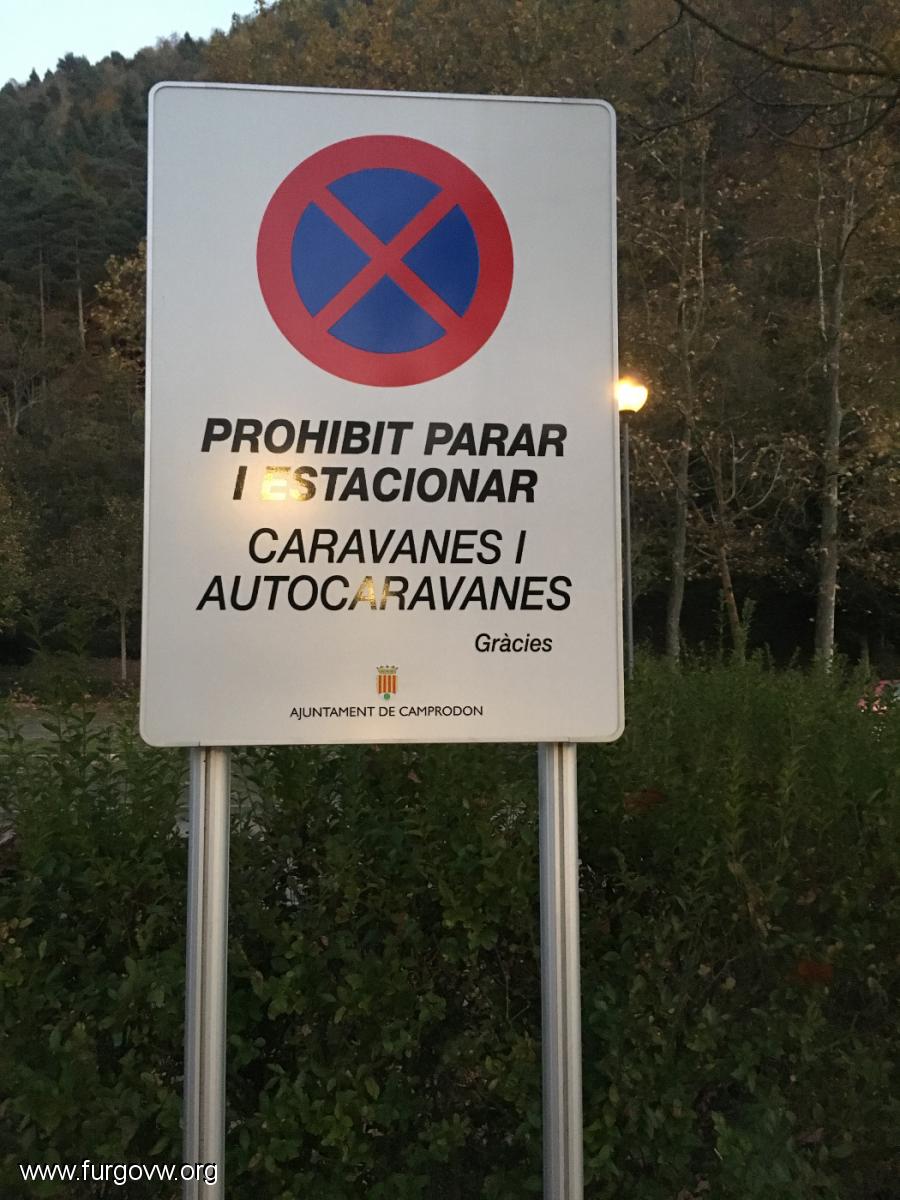 PROHIBIT PARAR
I ESTACIONAR
CARAVANES I
AUTOCARAVANES
Gràcies
AJUNTAMENT DE CAMPRODON
www.furgovw.org